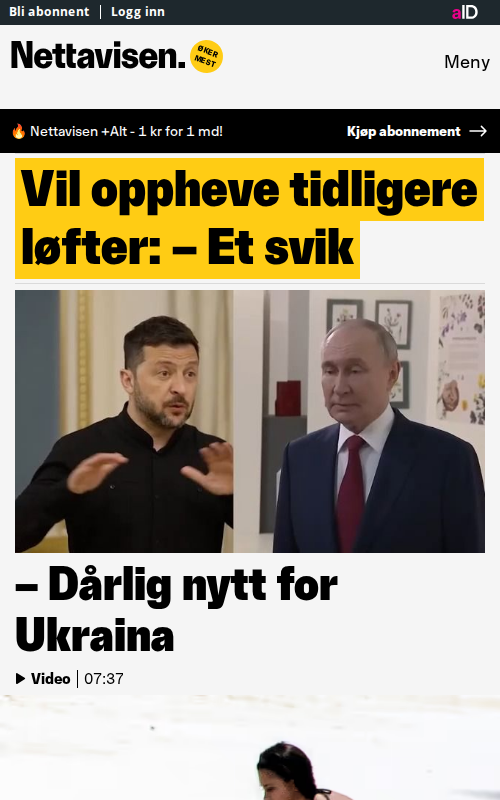 Bli abonnent | Logg inn
aID
Nettavisen.
ØKER
MEST
Meny
Nettavisen +Alt - 1 kr for 1 md!
Kjøp abonnement
Vil oppheve tidligere
løfter: – Et svik
– Dårlig nytt for
Ukraina
Video | 07:37